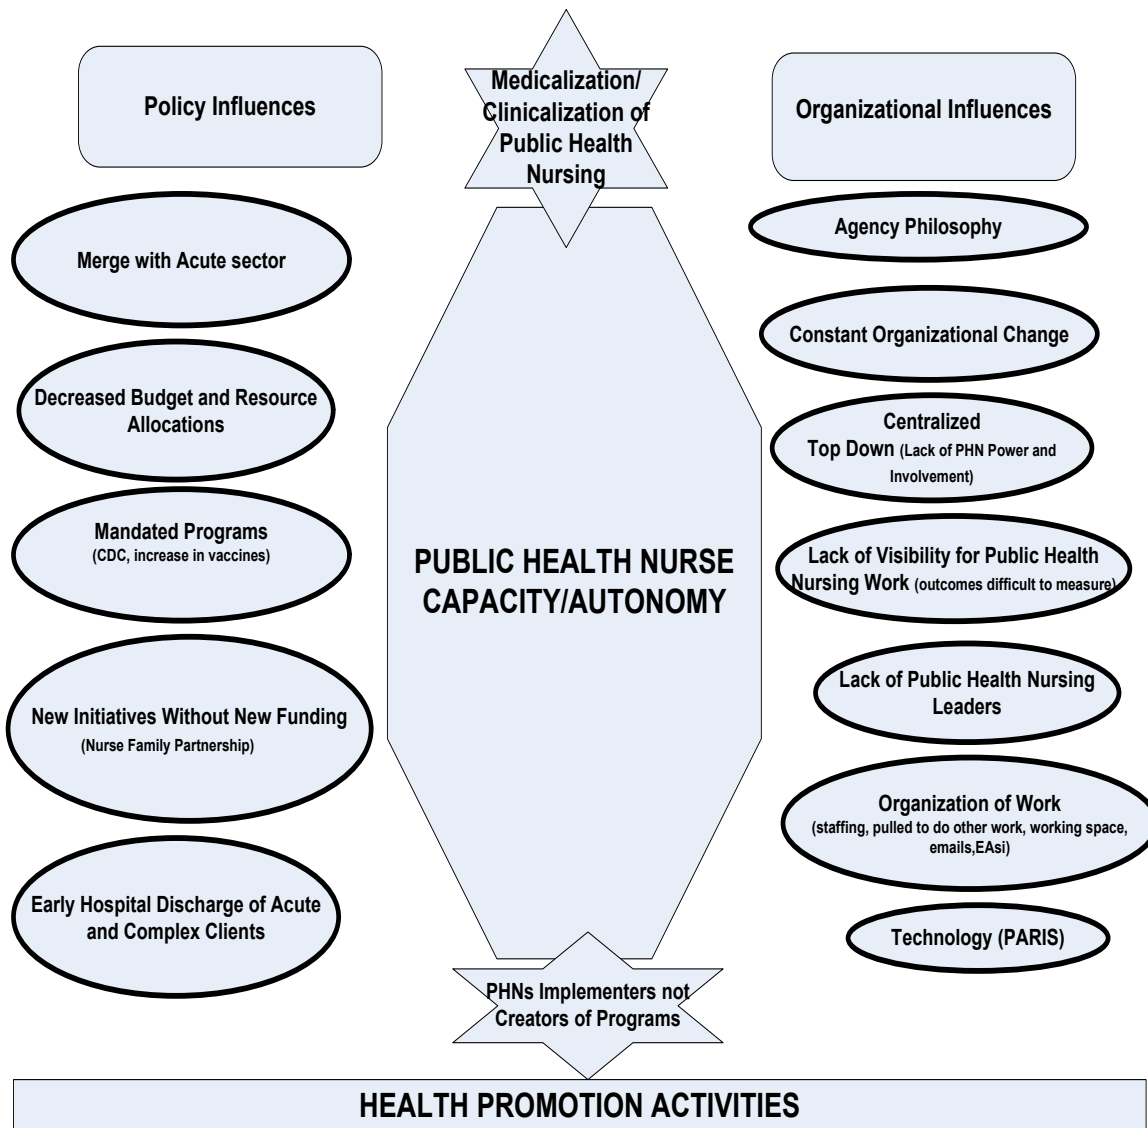 Policy Influences
Medicalization/
Clinicalization of
Public Health
Nursing
Organizational Influences
Merge with Acute sector
Decreased Budget and Resource
Allocations
Mandated Programs
(CDC, increase in vaccines)
New Initiatives Without New Funding
(Nurse Family Partnership)
Early Hospital Discharge of Acute
and Complex Clients
PUBLIC HEALTH NURSE
CAPACITY/AUTONOMY
Agency Philosophy
Constant Organizational Change
Centralized
Top Down (Lack of PHN Power and
Involvement)
Lack of Visibility for Public Health
Nursing Work (outcomes difficult to measure)
Lack of Public Health Nursing
Leaders
Organization of Work
(staffing, pulled to do other work, working space,
emails,EAsi)
Technology (PARIS)
PHNs Implementers not
Creators of Programs
HEALTH PROMOTION ACTIVITIES